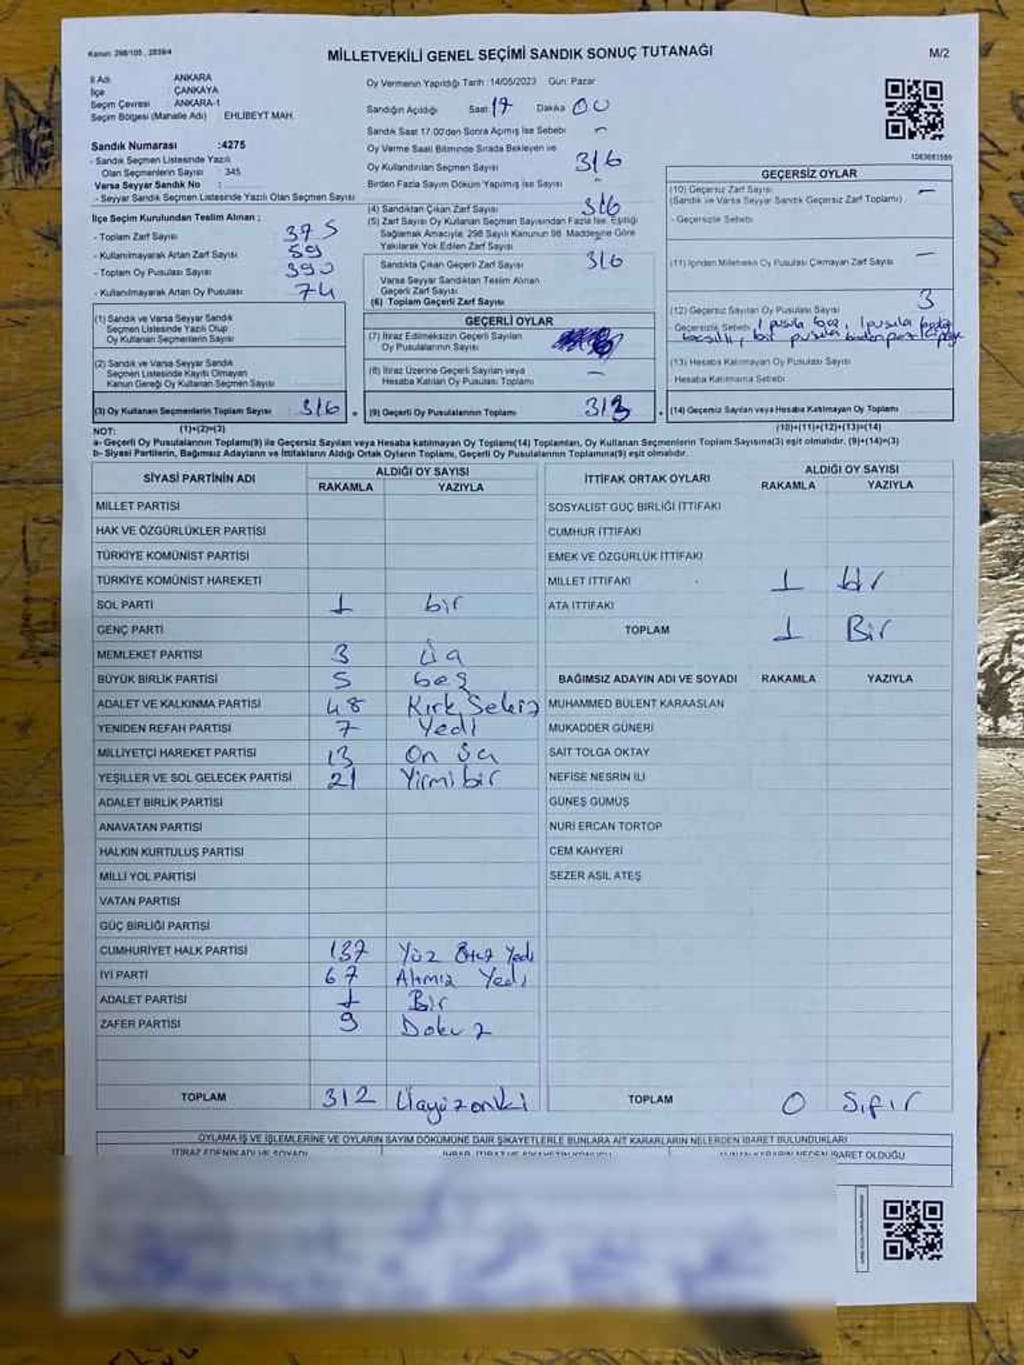 Kanun: 298/105, 2839/4
MİLLETVEKİLİ GENEL SEÇİMİ SANDIK SONUÇ TUTANAĞI
M/2
İl Adı ANKARA
İlçe ÇANKAYA
Seçim Çevresi ANKARA-1
Seçim Bölgesi (Mahalle Adı) EHLİBEYT MAH.
Sandık Numarası :4275
- Sandık Seçmen Listesinde Yazılı
Olan Seçmenlerin Sayısı 345
Varsa Seyyar Sandık No :
- Seyyar Sandık Seçmen Listesinde Yazılı Olan Seçmen Sayısı
İlçe Seçim Kurulundan Teslim Alınan ;
- Toplam Zarf Sayısı 375
- Kullanılmayarak Artan Zarf Sayısı 59
- Toplam Oy Pusulası Sayısı 390
- Kullanılmayarak Artan Oy Pusulası 74
(1) Sandık ve Varsa Seyyar Sandık
Seçmen Listesinde Yazılı Olup
Oy Kullanan Seçmenlerin Sayısı
(2) Sandık ve Varsa Seyyar Sandık
Seçmen Listesinde Kayıtlı Olmayan
Kanun Gereği Oy Kullanan Seçmen Sayısı
(3) Oy Kullanan Seçmenlerin Toplam Sayısı 316
(1)+(2)=(3)
Oy Vermenin Yapıldığı Tarih :14/05/2023 Gün: Pazar
Sandığın Açıldığı Saat 17 Dakika 00
Sandık Saat 17:00'den Sonra Açılmış İse Sebebi -
Oy Verme Saati Bitiminde Sırada Bekleyen ve
Oy Kullandırılan Seçmen Sayısı 316
Birden Fazla Sayım Döküm Yapılmış İse Sayısı -
(4) Sandıktan Çıkan Zarf Sayısı 316
(5) Zarf Sayısı Oy Kullanan Seçmen Sayısından Fazla İse, Eşitliği
Sağlamak Amacıyla, 298 Sayılı Kanunun 98. Maddesine Göre
Yakılarak Yok Edilen Zarf Sayısı
Sandıkta Çıkan Geçerli Zarf Sayısı 316
Varsa Seyyar Sandıktan Teslim Alınan
Geçerli Zarf Sayısı
(6) Toplam Geçerli Zarf Sayısı
GEÇERLİ OYLAR
(7) İtiraz Edilmeksizin Geçerli Sayılan
Oy Pusulalarının Sayısı
(8) İtiraz Üzerine Geçerli Sayılan veya
Hesaba Katılan Oy Pusulası Toplamı -
(9) Geçerli Oy Pusulalarının Toplamı 313
1083683589
GEÇERSİZ OYLAR
(10) Geçersiz Zarf Sayısı -
(Sandık ve Varsa Seyyar Sandık Geçersiz Zarf Toplamı)
- Geçersizlik Sebebi
(11) İçinden Milletvekili Oy Pusulası Çıkmayan Zarf Sayısı -
(12) Geçersiz Sayılan Oy Pusulası Sayısı 3
Geçersizlik Sebebi 1 pusula boş, 1 pusula
basılı, bir pusula
(13) Hesaba Katılmayan Oy Pusulası Sayısı
Hesaba Katılmama Sebebi
(14) Geçersiz Sayılan veya Hesaba Katılmayan Oy Toplamı
(10)+(11)+(12)+(13)=(14)
NOT:
a- Geçerli Oy Pusulalarının Toplamı(9) ile Geçersiz Sayılan veya Hesaba katılmayan Oy Toplamı(14) Toplamları, Oy Kullanan Seçmenlerin Toplam Sayısına(3) eşit olmalıdır. (9)+(14)=(3)
b- Siyasi Partilerin, Bağımsız Adayların ve İttifakların Aldığı Ortak Oyların Toplamı, Geçerli Oy Pusulalarının Toplamına(9) eşit olmalıdır.
SİYASİ PARTİNİN ADI ALDIĞI OY SAYISI
RAKAMLA YAZIYLA
MİLLET PARTİSİ
HAK VE ÖZGÜRLÜKLER PARTİSİ
TÜRKİYE KOMÜNİST PARTİSİ
TÜRKİYE KOMÜNİST HAREKETİ
SOL PARTİ 1 bir
GENÇ PARTİ
MEMLEKET PARTİSİ 3 Üç
BÜYÜK BİRLİK PARTİSİ 5 beş
ADALET VE KALKINMA PARTİSİ 48 Kırk Sekiz
YENİDEN REFAH PARTİSİ 7 Yedi
MİLLİYETÇİ HAREKET PARTİSİ 13 On Üç
YEŞİLLER VE SOL GELECEK PARTİSİ 21 Yirmi bir
ADALET BİRLİK PARTİSİ
ANAVATAN PARTİSİ
HALKIN KURTULUŞ PARTİSİ
MİLLİ YOL PARTİSİ
VATAN PARTİSİ
GÜÇ BİRLİĞİ PARTİSİ
CUMHURİYET HALK PARTİSİ 137 Yüz Otuz Yedi
İYİ PARTİ 67 Altmış Yedi
ADALET PARTİSİ 1 Bir
ZAFER PARTİSİ 9 Dokuz
TOPLAM 312 Üçyüzoniki
İTTİFAK ORTAK OYLARI ALDIĞI OY SAYISI
RAKAMLA YAZIYLA
SOSYALİST GÜÇ BİRLİĞİ İTTİFAKI
CUMHUR İTTİFAKI
EMEK VE ÖZGÜRLÜK İTTİFAKI
MİLLET İTTİFAKI 1 bir
ATA İTTİFAKI
TOPLAM 1 Bir
BAĞIMSIZ ADAYIN ADI VE SOYADI RAKAMLA YAZIYLA
MUHAMMED BÜLENT KARAASLAN
MUKADDER GÜNERİ
SAİT TOLGA OKTAY
NEFİSE NESRİN İLİ
GÜNEŞ GÜMÜŞ
NURİ ERCAN TORTOP
CEM KAHYERİ
SEZER ASIL ATEŞ
TOPLAM 0 Sıfır
OYLAMA İŞ VE İŞLEMLERİNE VE OYLARIN SAYIM DÖKÜMÜNE DAİR ŞİKAYETLERLE BUNLARA AİT KARARLARIN NELERDEN İBARET BULUNDUKLARI